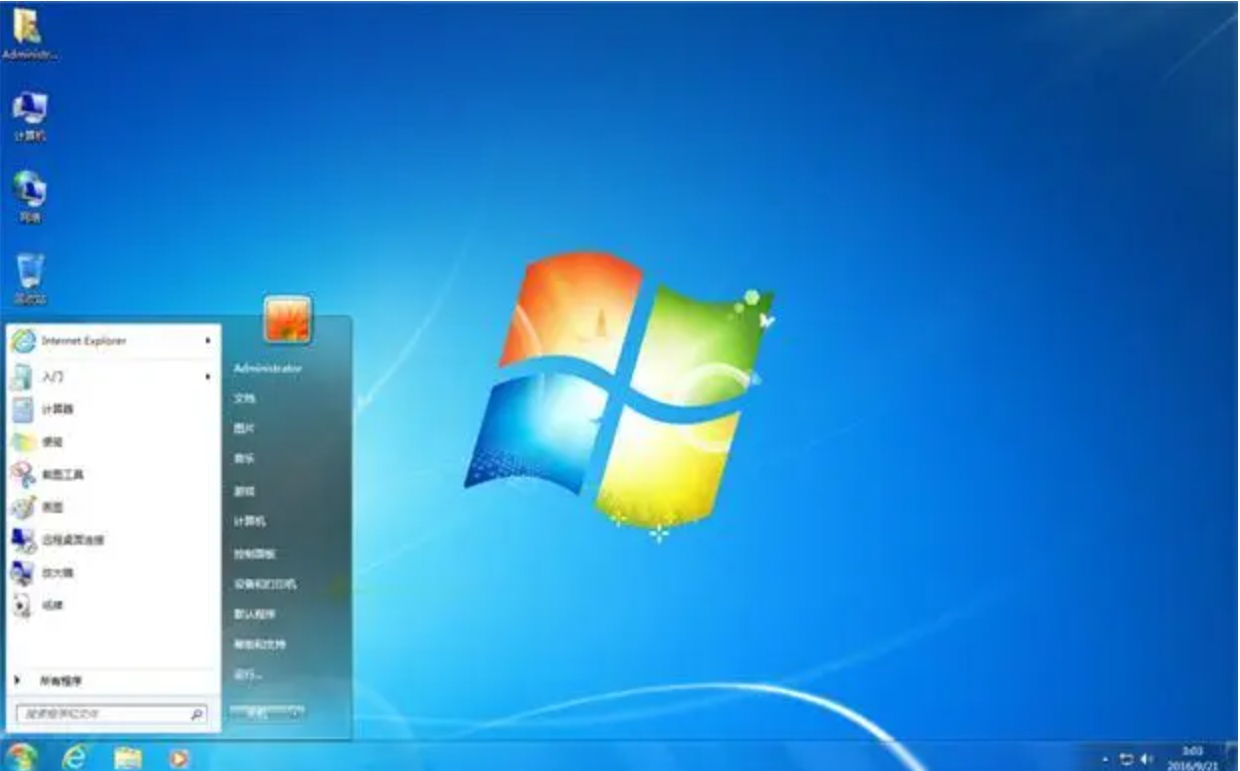 Administr...
计算机
网络
回收站
Internet Explorer
入门
计算器
便笺
截图工具
画图
远程桌面连接
放大镜
纸牌
所有程序
搜索程序和文件
Administrator
文档
图片
音乐
游戏
计算机
控制面板
设备和打印机
默认程序
帮助和支持
运行...
关机
3:03
2016/9/21